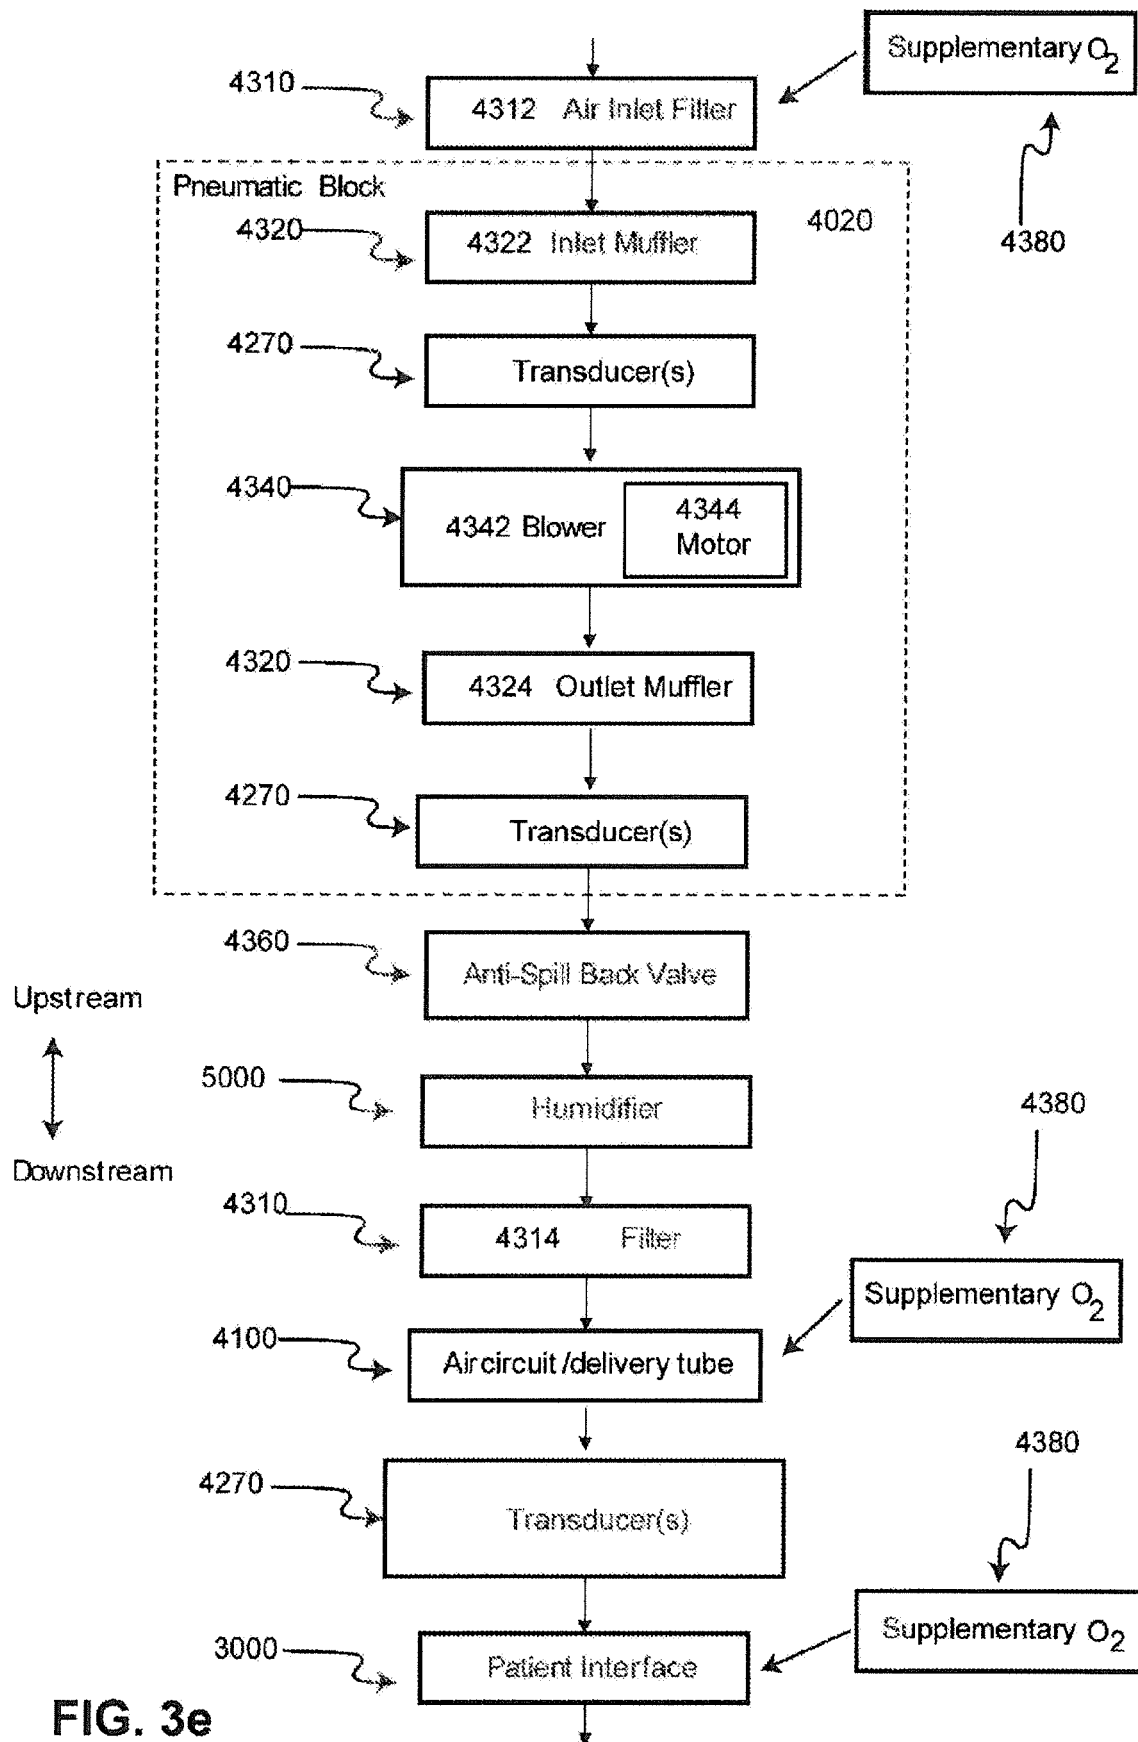 Supplementary O2
4310
4312 Air Inlet Filter
Pneumatic Block
4020
4380
4320
4322 Inlet Muffler
4270
Transducer(s)
4340
4342 Blower
4344
Motor
4320
4324 Outlet Muffler
4270
Transducer(s)
4360
Anti-Spill Back Valve
Upstream
5000
Humidifier
4380
Downstream
4310
4314 Filter
Supplementary O2
4100
Aircircuit/delivery tube
4380
4270
Transducer(s)
Supplementary O2
3000
Patient Interface
FIG. 3e